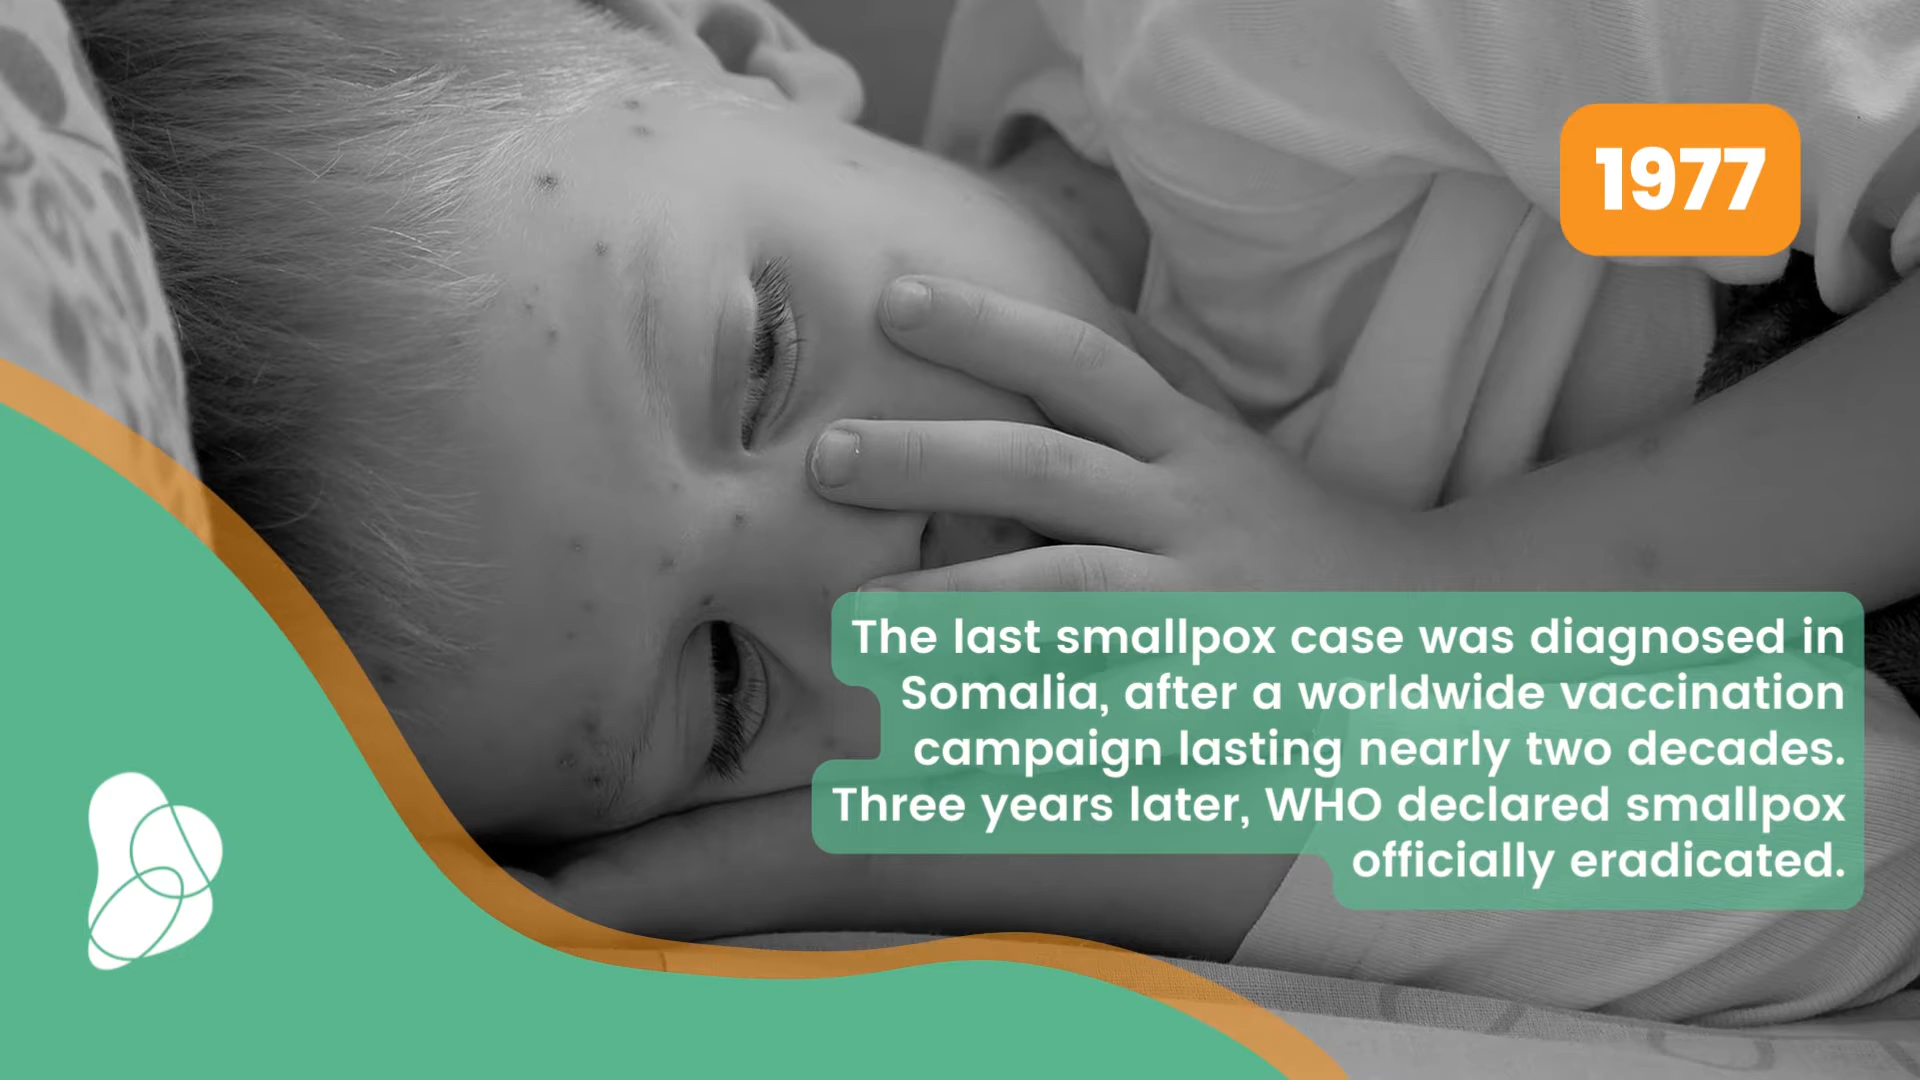 1977
The last smallpox case was diagnosed in
Somalia, after a worldwide vaccination
campaign lasting nearly two decades.
Three years later, WHO declared smallpox
officially eradicated.